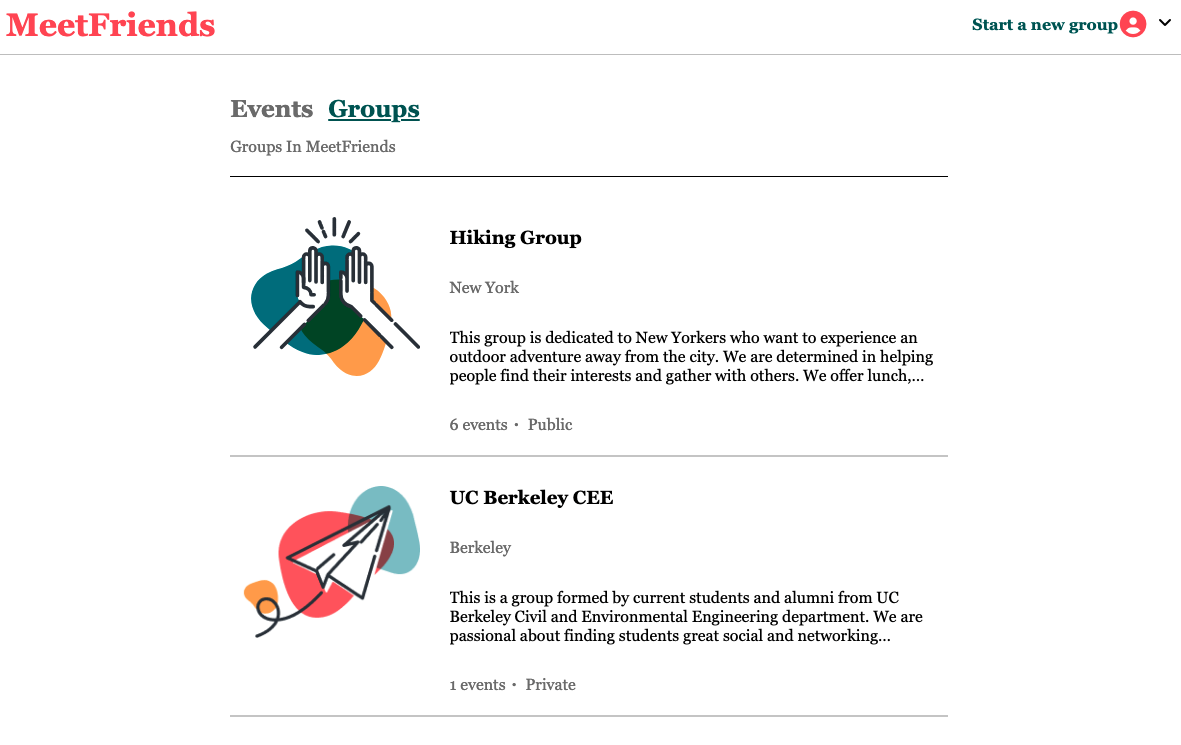 MeetFriends
Start a new group
Events Groups
Groups In MeetFriends
Hiking Group
New York
This group is dedicated to New Yorkers who want to experience an
outdoor adventure away from the city. We are determined in helping
people find their interests and gather with others. We offer lunch,...
6 events · Public
UC Berkeley CEE
Berkeley
This is a group formed by current students and alumni from UC
Berkeley Civil and Environmental Engineering department. We are
passional about finding students great social and networking...
1 events · Private